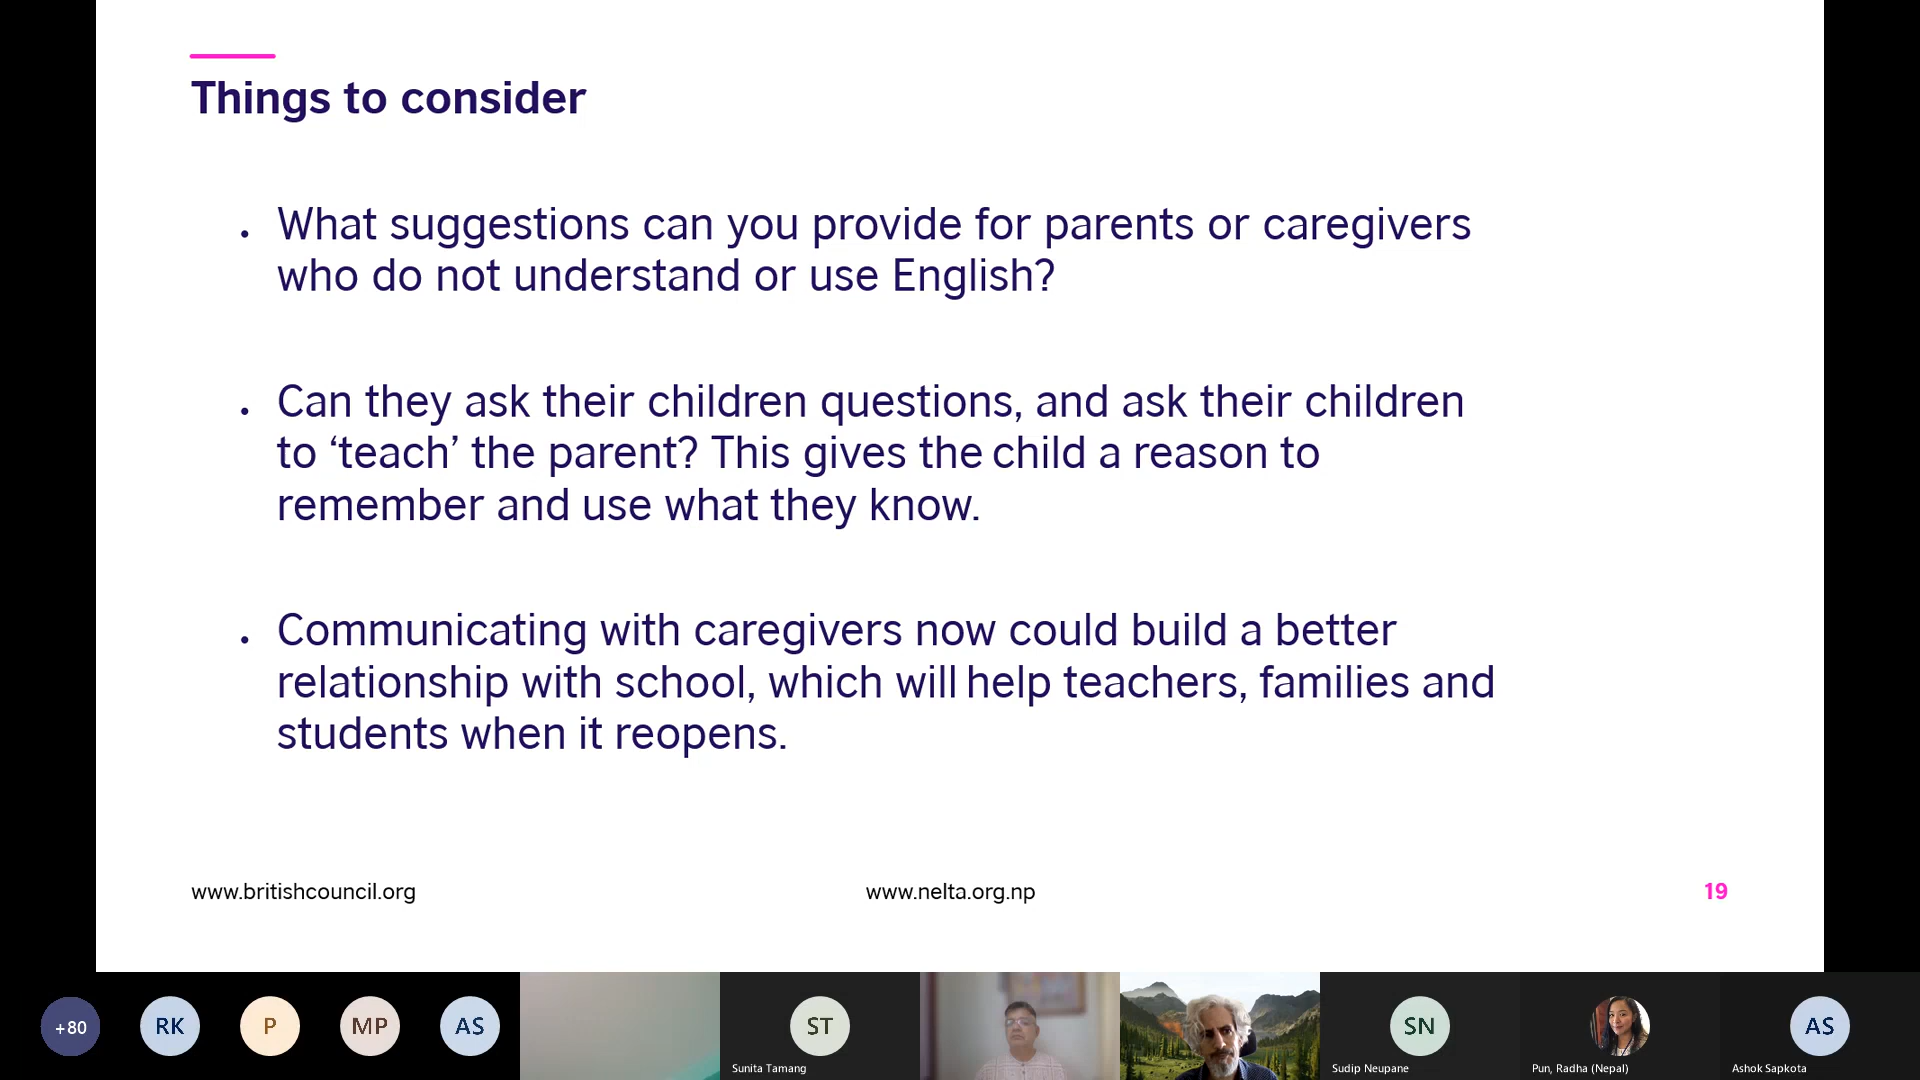 Things to consider
• What suggestions can you provide for parents or caregivers
who do not understand or use English?
• Can they ask their children questions, and ask their children
to ‘teach’ the parent? This gives the child a reason to
remember and use what they know.
• Communicating with caregivers now could build a better
relationship with school, which will help teachers, families and
students when it reopens.
www.britishcouncil.org
www.nelta.org.np
19
+80
RK
P
MP
AS
ST
Sunita Tamang
SN
Sudip Neupane
Pun, Radha (Nepal)
AS
Ashok Sapkota